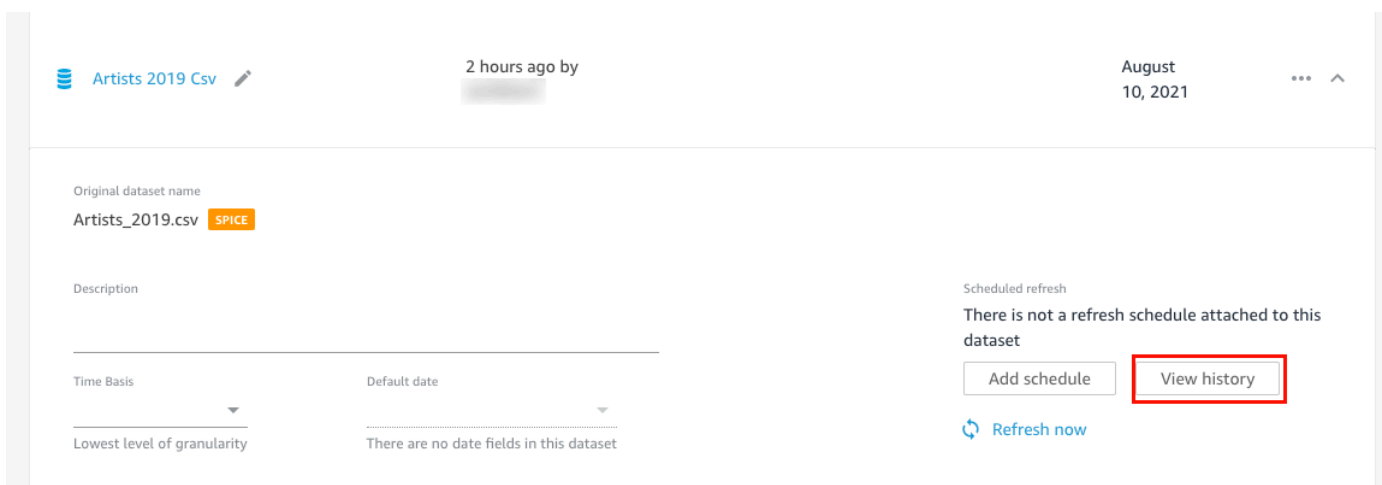 Artists 2019 Csv
2 hours ago by
August
10, 2021
Original dataset name
Artists_2019.csv SPICE
Description
Scheduled refresh
There is not a refresh schedule attached to this
dataset
Add schedule
View history
Time Basis
Default date
Lowest level of granularity
There are no date fields in this dataset
Refresh now